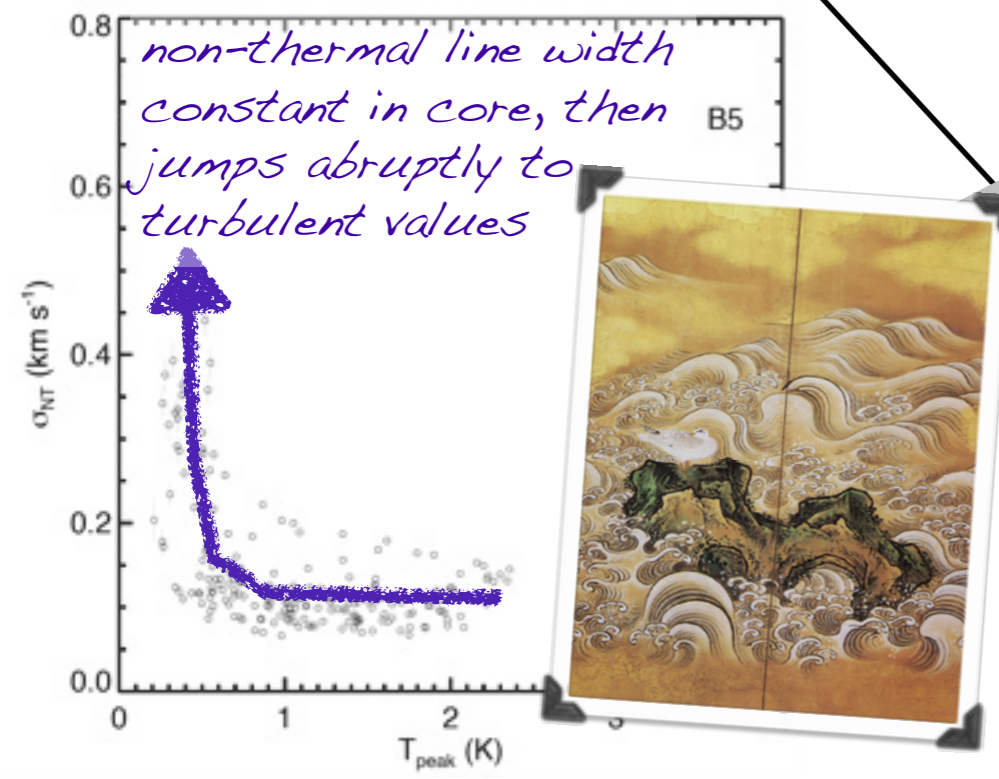 0.8
non-thermal line width
constant in core, then
B5
jumps abruptly to
0.6
turbulent values
σNT (km s⁻¹)
0.4
0.2
0.0
0 1 2
Tpeak (K)